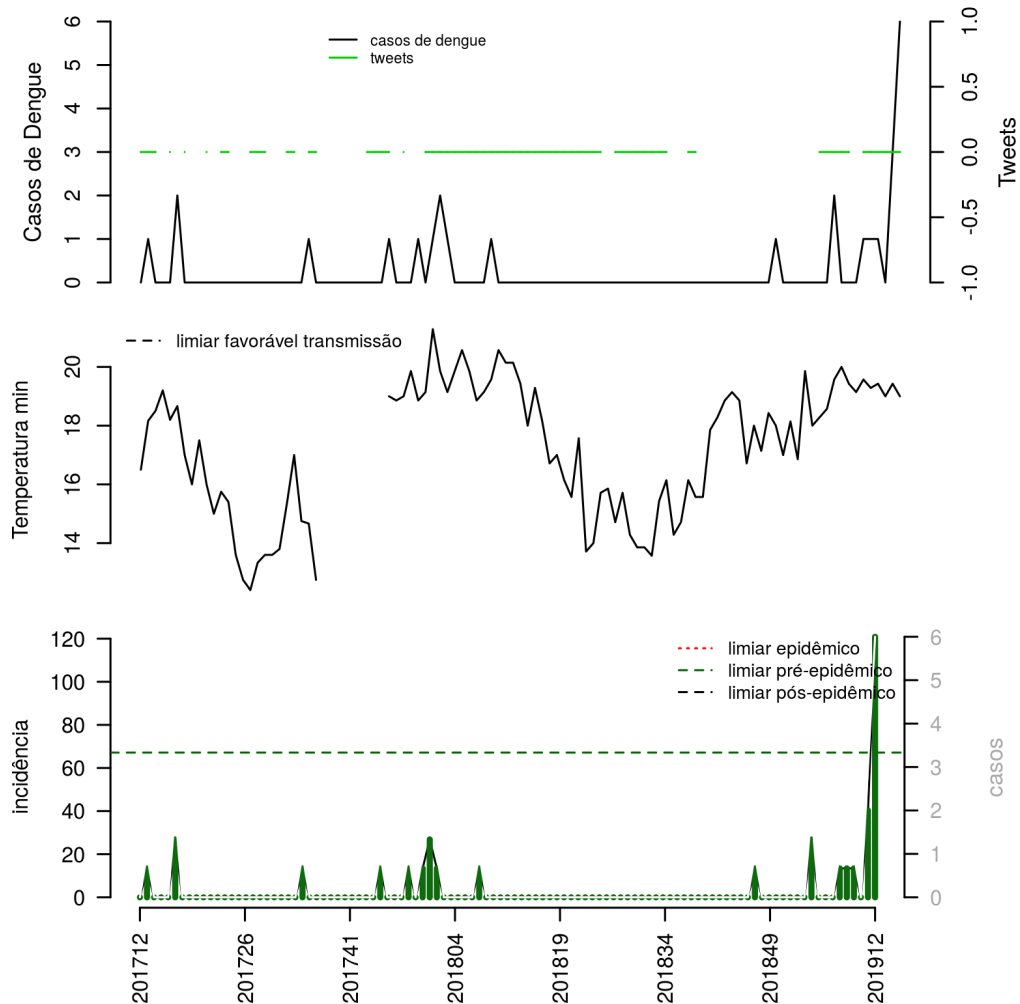 casos de dengue
tweets
Casos de Dengue
0 1 2 3 4 5 6
-1.0 -0.5 0.0 0.5 1.0
Tweets
limiar favorável transmissão
Temperatura min
14 16 18 20
limiar epidêmico
limiar pré-epidêmico
limiar pós-epidêmico
incidência
0 20 40 60 80 100 120
0 1 2 3 4 5 6
casos
201712 201726 201741 201804 201819 201834 201849 201912